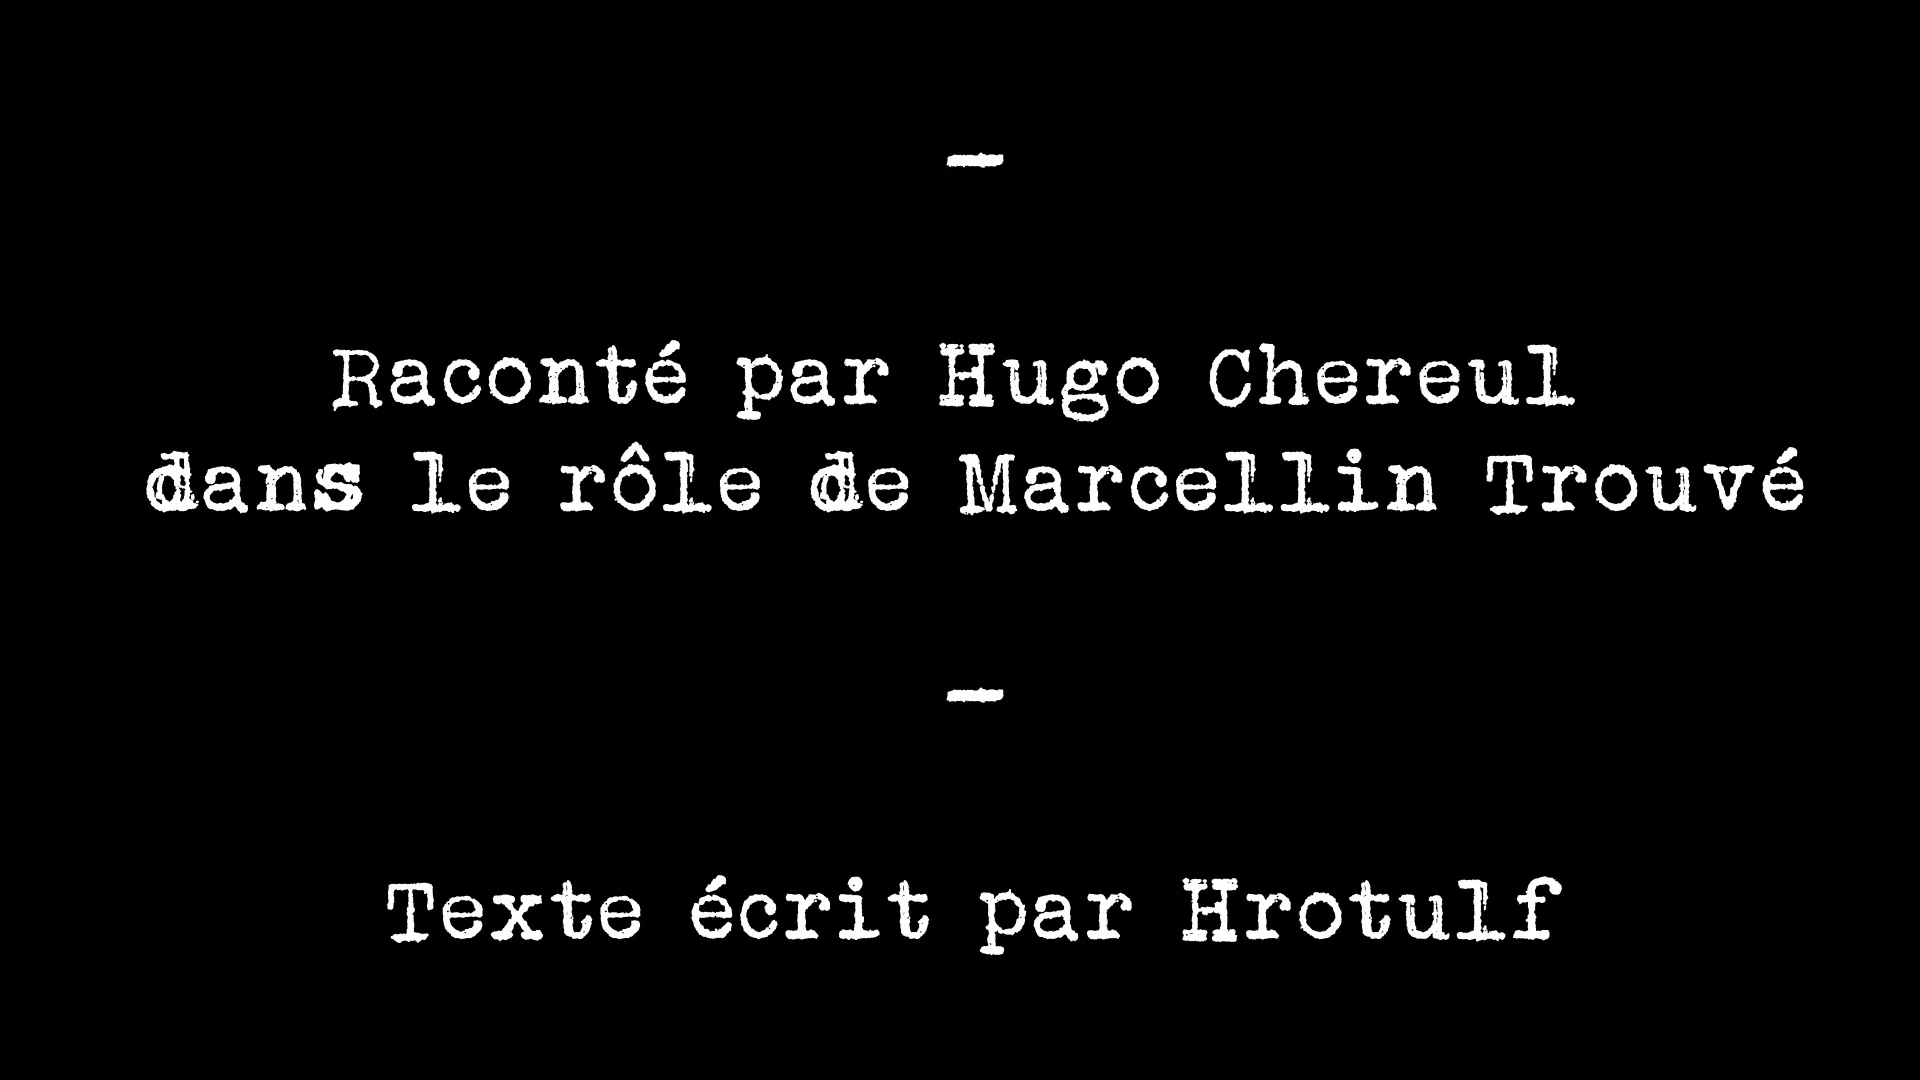 -
Raconté par Hugo Chereul
dans le rôle de Marcellin Trouvé
-
Texte écrit par Hrotulf